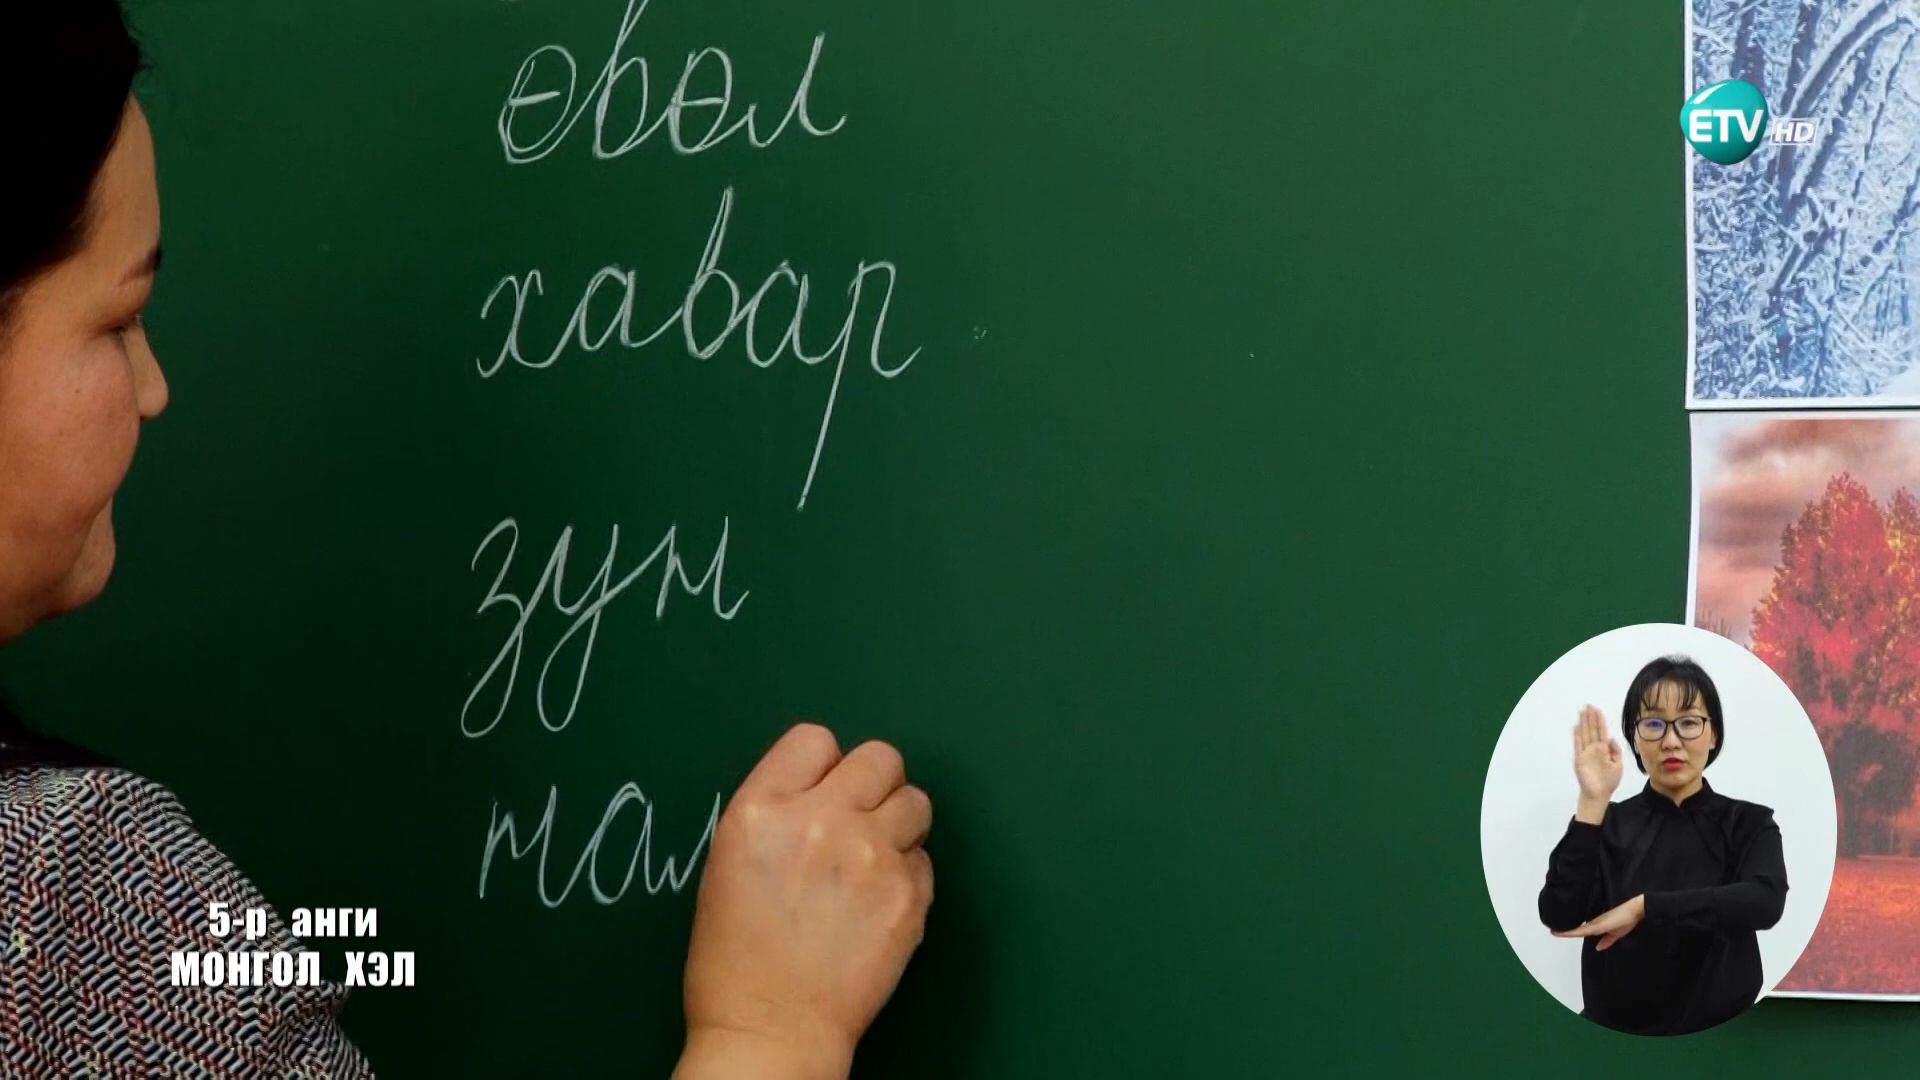 өвөл
хавар
зун
ETV HD
5-р анги
МОНГОЛ ХЭЛ